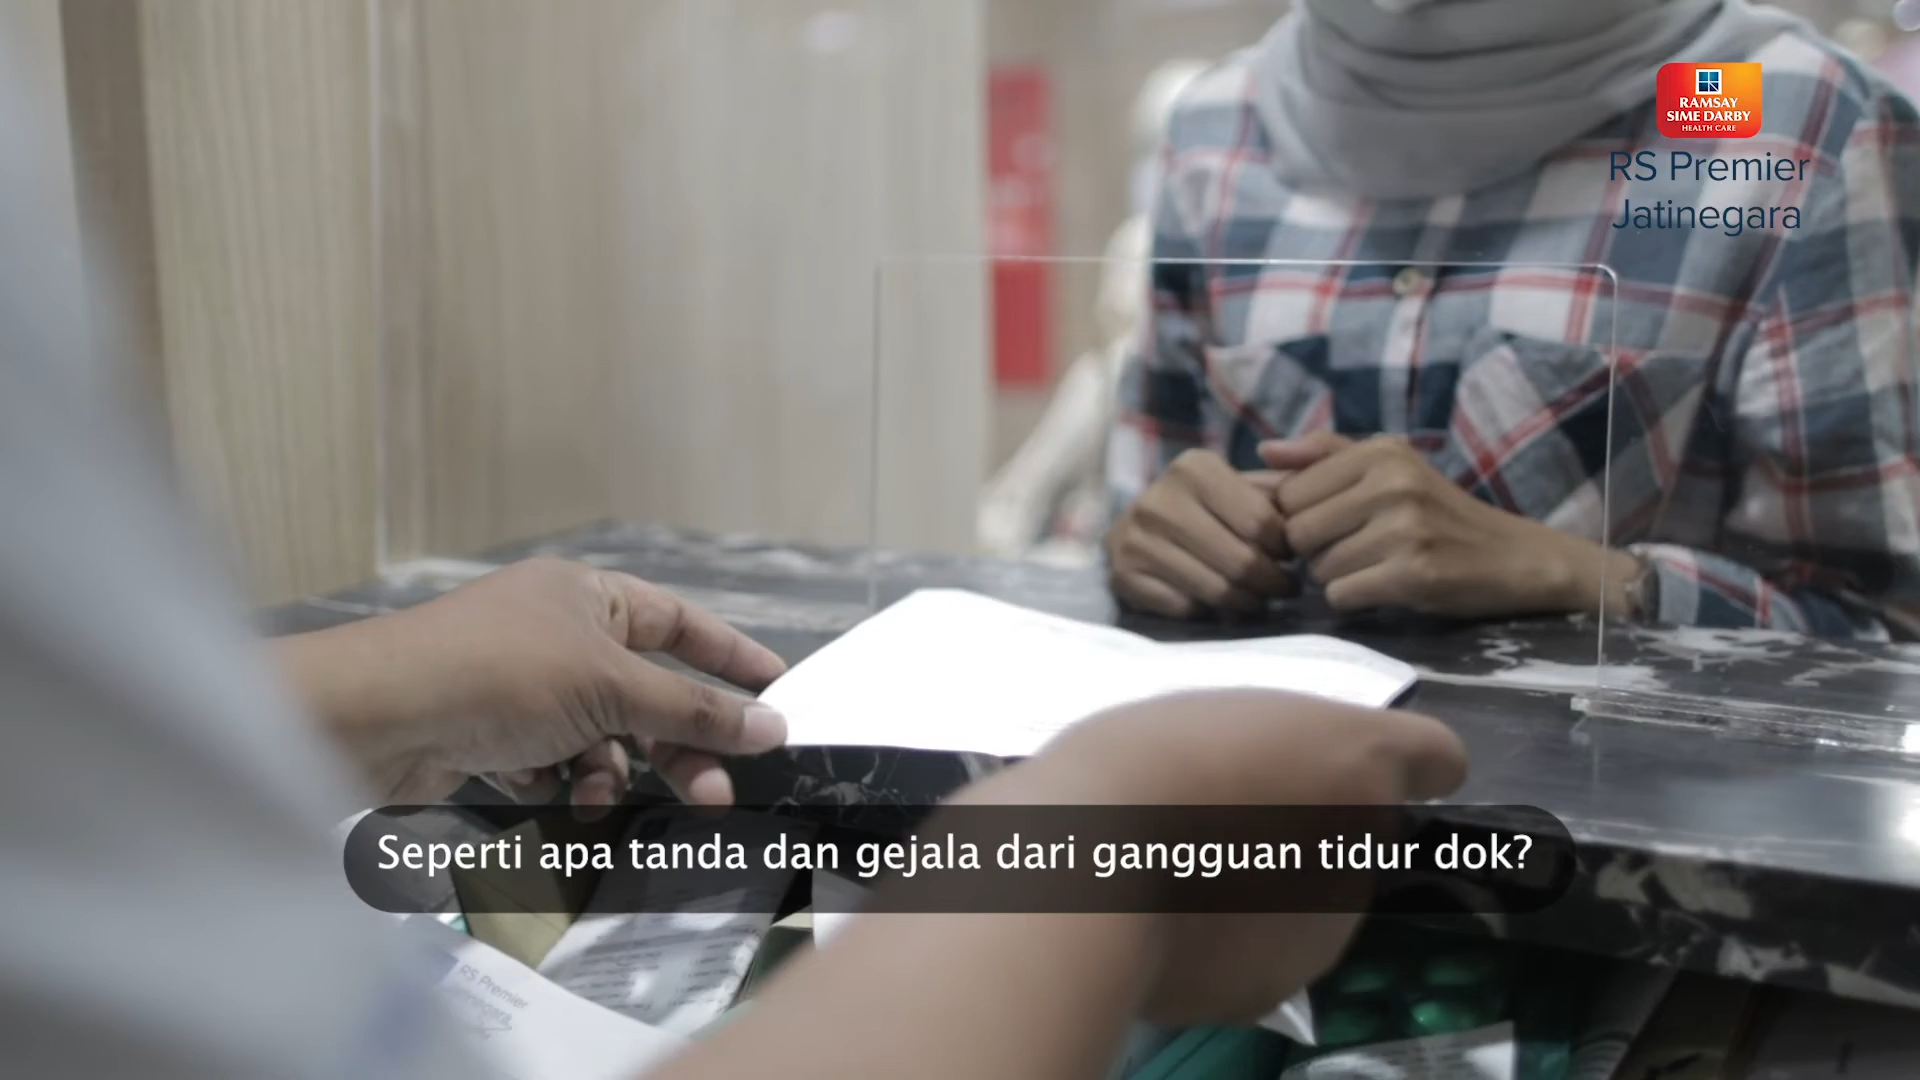 RAMSAY
SIME DARBY
HEALTH CARE
RS Premier
Jatinegara
Seperti apa tanda dan gejala dari gangguan tidur dok?
RS Premier